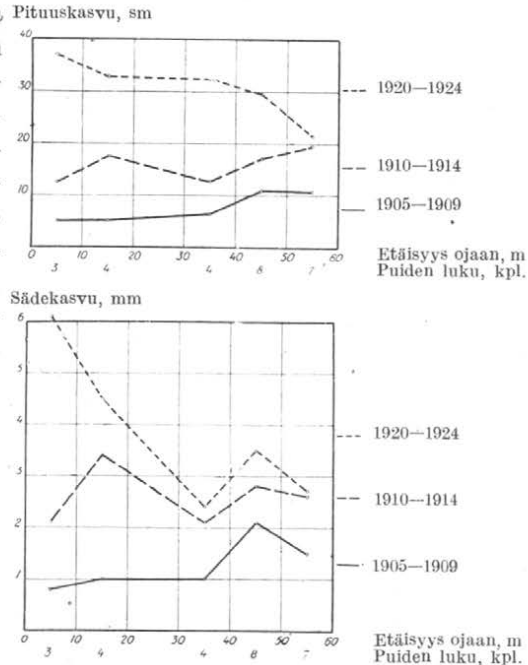 Pituuskasvu, sm
40
30
20
10
0 10 20 30 40 50 60
3 4 4 8 7
1920—1924
1910—1914
1905—1909
Etäisyys ojaan, m
Puiden luku, kpl.
Sädekasvu, mm
6
5
4
3
2
1
0 10 20 30 40 50 60
3 4 4 8 7
1920—1924
1910—1914
1905—1909
Etäisyys ojaan, m
Puiden luku, kpl.